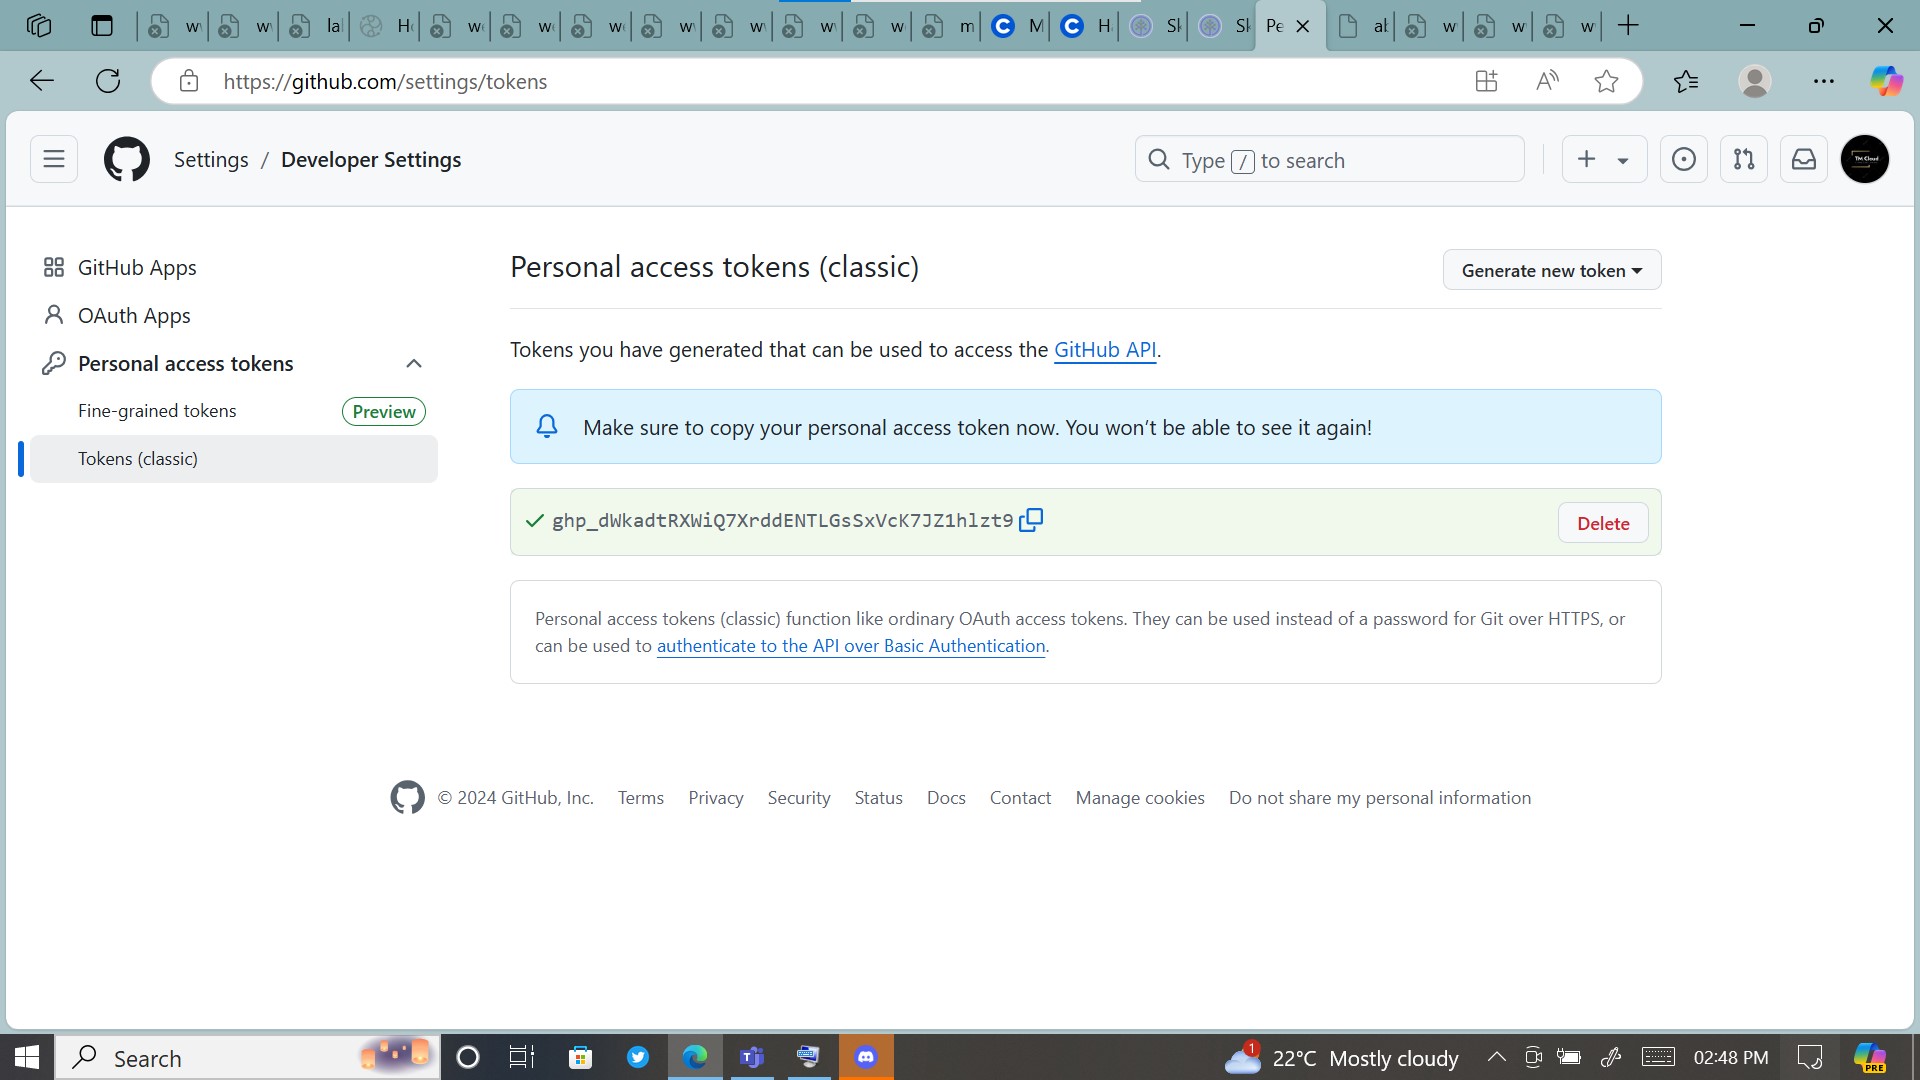 https://github.com/settings/tokens
Settings / Developer Settings
Type / to search
TM Cloud
GitHub Apps
OAuth Apps
Personal access tokens
Fine-grained tokens
Preview
Tokens (classic)
Personal access tokens (classic)
Generate new token
Tokens you have generated that can be used to access the GitHub API.
Make sure to copy your personal access token now. You won’t be able to see it again!
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
Delete
Personal access tokens (classic) function like ordinary OAuth access tokens. They can be used instead of a password for Git over HTTPS, or
can be used to authenticate to the API over Basic Authentication.
© 2024 GitHub, Inc. Terms Privacy Security Status Docs Contact Manage cookies Do not share my personal information
Search
1
22°C Mostly cloudy
02:48 PM
PRE